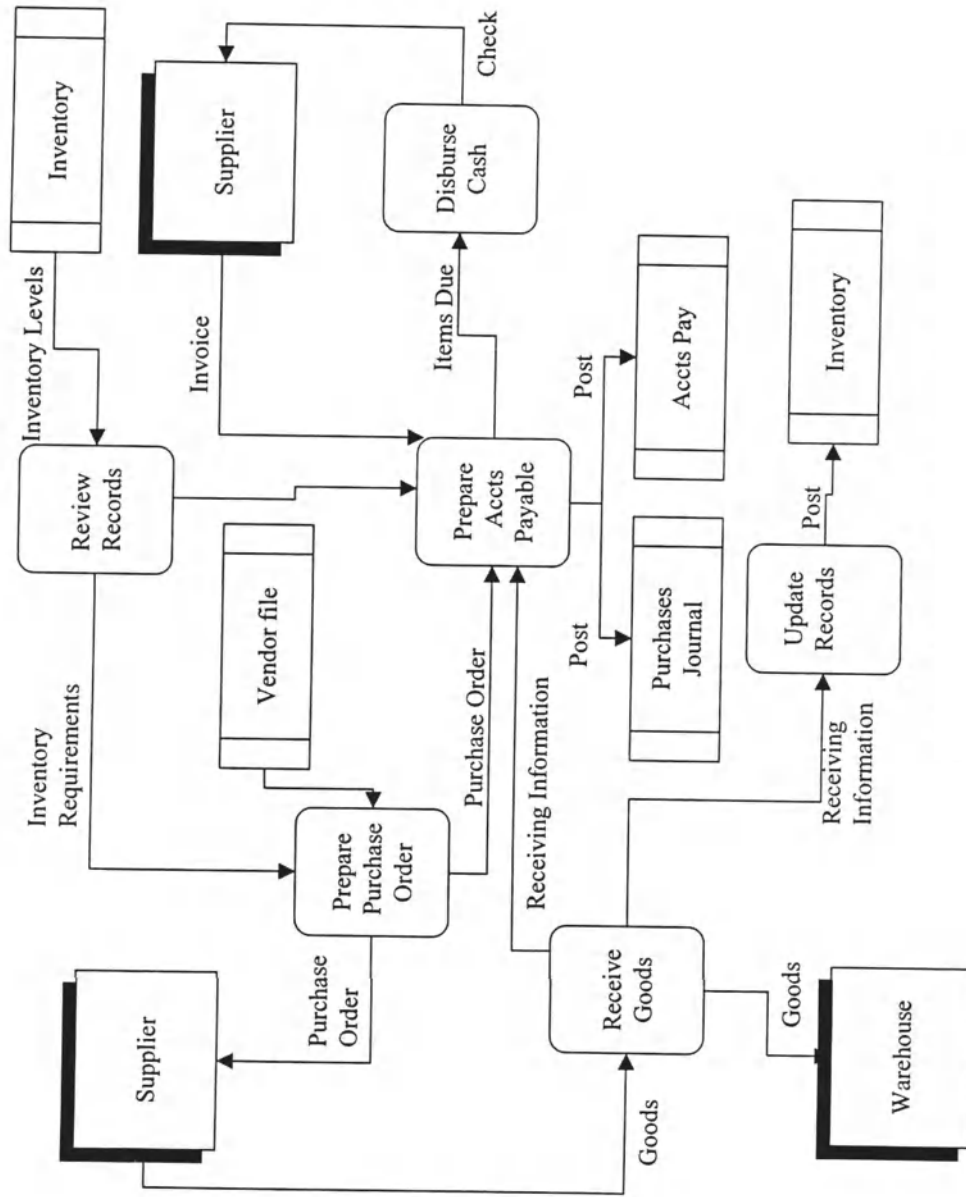 Inventory
Requirements
Inventory Levels
Inventory
Review
Records
Supplier
Invoice
Supplier
Vendor file
Purchase
Order
Prepare
Purchase
Order
Items Due
Disburse
Cash
Check
Purchase Order
Prepare
Accts
Payable
Receiving Information
Post
Post
Goods
Receive
Goods
Purchases
Journal
Accts Pay
Goods
Receiving
Information
Update
Records
Post
Inventory
Warehouse